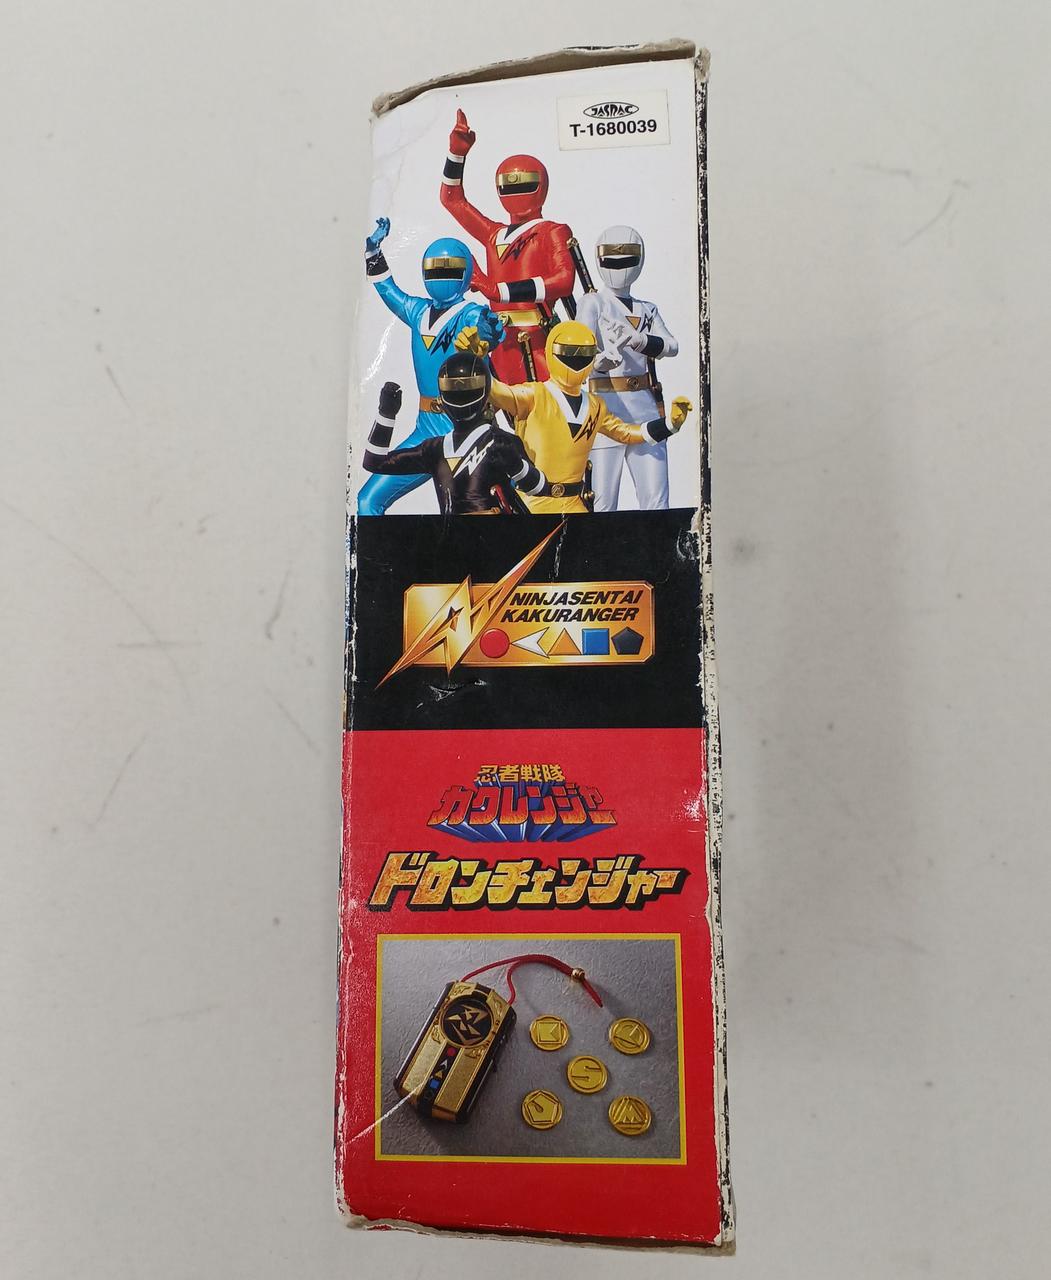 JASRAC
T-1680039
NINJASENTAI
KAKURANGER
忍者戦隊
カクレンジャー
ドロンチェンジャー
S